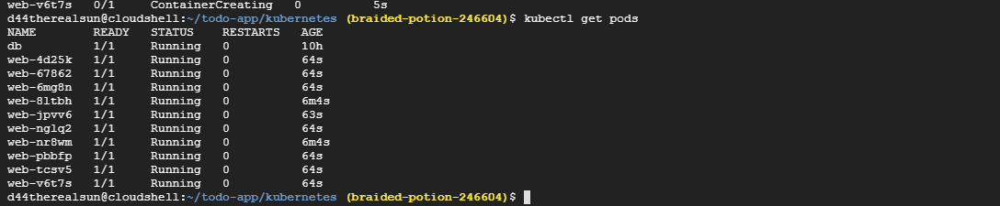 web-v6t7s 0/1 ContainerCreating 0 5s
d44therealsun@cloudshell:~/todo-app/kubernetes (braided-potion-246604)$ kubectl get pods
NAME READY STATUS RESTARTS AGE
db 1/1 Running 0 10h
web-4d25k 1/1 Running 0 64s
web-67862 1/1 Running 0 64s
web-6mg8n 1/1 Running 0 64s
web-8ltbh 1/1 Running 0 6m4s
web-jpvv6 1/1 Running 0 63s
web-nglq2 1/1 Running 0 64s
web-nr8wm 1/1 Running 0 6m4s
web-pbbfp 1/1 Running 0 64s
web-tcsv5 1/1 Running 0 64s
web-v6t7s 1/1 Running 0 64s
d44therealsun@cloudshell:~/todo-app/kubernetes (braided-potion-246604)$